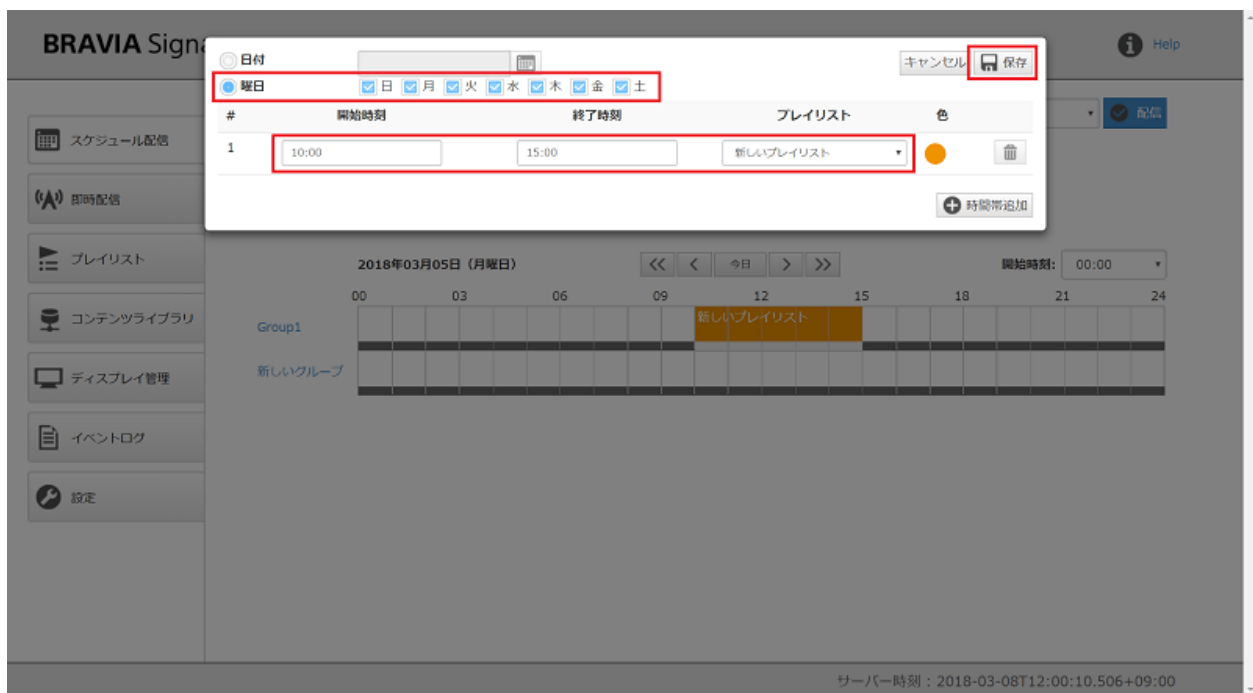 BRAVIA Signa
Help
日付
キャンセル
保存
曜日 日 月 火 水 木 金 土
# 開始時刻 終了時刻 プレイリスト 色
1 10:00 15:00 新しいプレイリスト
時間帯追加
配信
スケジュール配信
即時配信
プレイリスト
コンテンツライブラリ
ディスプレイ管理
イベントログ
設定
2018年03月05日（月曜日） 今日 開始時刻: 00:00
00 03 06 09 12 15 18 21 24
Group1 新しいプレイリスト
新しいグループ
サーバー時刻 : 2018-03-08T12:00:10.506+09:00